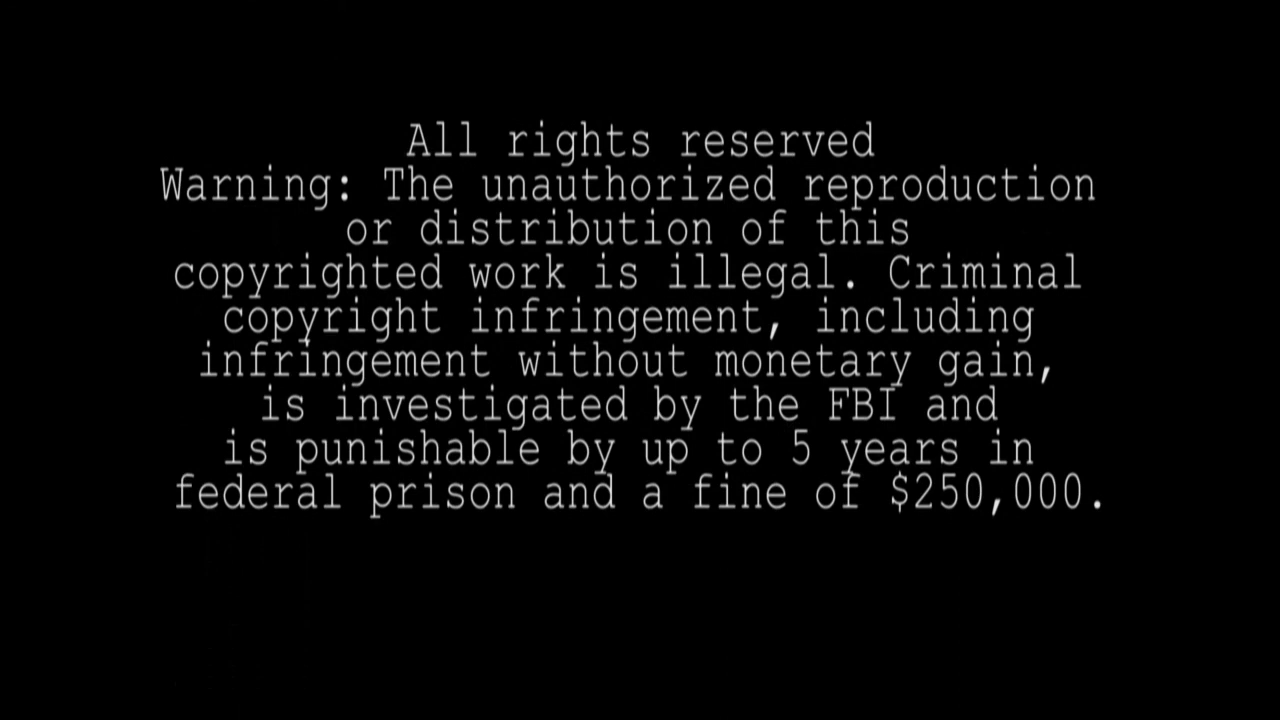 All rights reserved
Warning: The unauthorized reproduction
or distribution of this
copyrighted work is illegal. Criminal
copyright infringement, including
infringement without monetary gain,
is investigated by the FBI and
is punishable by up to 5 years in
federal prison and a fine of $250,000.